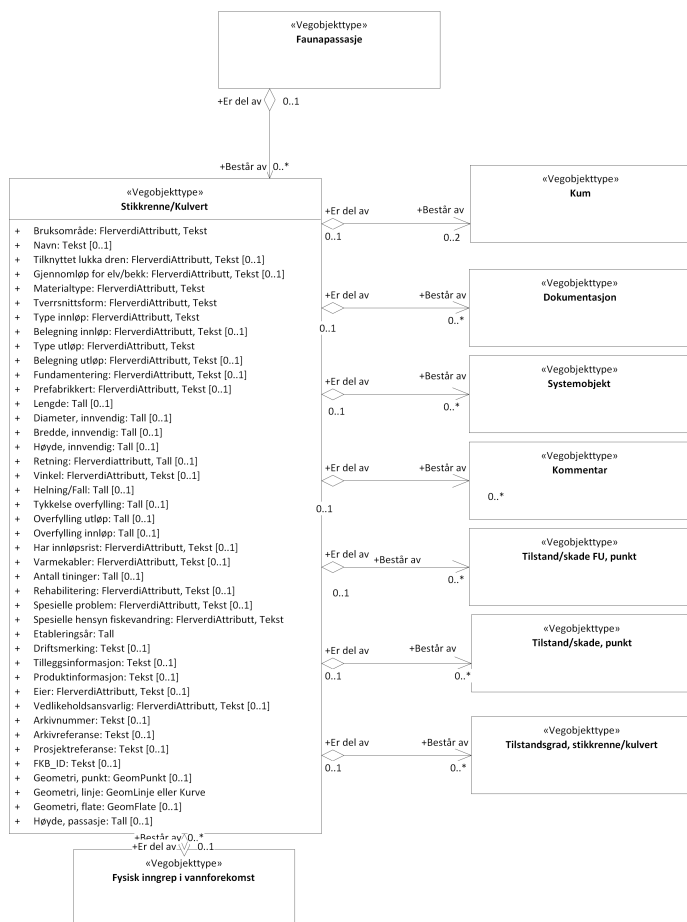 «Vegobjekttype»
Faunapassasje
+Er del av
0..1
+Består av
0..*
«Vegobjekttype»
Stikkrenne/Kulvert
+ Bruksområde: FlerverdiAttributt, Tekst
+ Navn: Tekst [0..1]
+ Tilknyttet lukka dren: FlerverdiAttributt, Tekst [0..1]
+ Gjennomløp for elv/bekk: FlerverdiAttributt, Tekst [0..1]
+ Materialtype: FlerverdiAttributt, Tekst
+ Tverrsnittsform: FlerverdiAttributt, Tekst
+ Type innløp: FlerverdiAttributt, Tekst
+ Belegning innløp: FlerverdiAttributt, Tekst [0..1]
+ Type utløp: FlerverdiAttributt, Tekst
+ Belegning utløp: FlerverdiAttributt, Tekst [0..1]
+ Fundamentering: FlerverdiAttributt, Tekst [0..1]
+ Prefabrikkert: FlerverdiAttributt, Tekst [0..1]
+ Lengde: Tall [0..1]
+ Diameter, innvendig: Tall [0..1]
+ Bredde, innvendig: Tall [0..1]
+ Høyde, innvendig: Tall [0..1]
+ Retning: Flerverdiattributt, Tall [0..1]
+ Vinkel: Flerverdiattributt, Tekst [0..1]
+ Helning/Fall: Tall [0..1]
+ Tykkelse overfylling: Tall [0..1]
+ Overfylling utløp: Tall [0..1]
+ Overfylling innløp: Tall [0..1]
+ Har innløpsrist: FlerverdiAttributt, Tekst [0..1]
+ Varmekabler: FlerverdiAttributt, Tekst [0..1]
+ Antall tininger: Tall [0..1]
+ Rehabilitering: FlerverdiAttributt, Tekst [0..1]
+ Spesielle problem: FlerverdiAttributt, Tekst [0..1]
+ Spesielle hensyn fiskevandring: FlerverdiAttributt, Tekst
+ Etableringsår: Tall
+ Driftsmerking: Tekst [0..1]
+ Tilleggsinformasjon: Tekst [0..1]
+ Produktinformasjon: Tekst [0..1]
+ Eier: FlerverdiAttributt, Tekst [0..1]
+ Vedlikeholdsansvarlig: FlerverdiAttributt, Tekst [0..1]
+ Arkivnummer: Tekst [0..1]
+ Arkivreferanse: Tekst [0..1]
+ Prosjektreferanse: Tekst [0..1]
+ FKB_ID: Tekst [0..1]
+ Geometri, punkt: GeomPunkt [0..1]
+ Geometri, linje: GeomLinje eller Kurve
+ Geometri, flate: GeomFlate [0..1]
+ Høyde, passasje: Tall [0..1]
+Er del av
0..1
+Består av
0..2
«Vegobjekttype»
Kum
+Er del av
0..1
+Består av
0..*
«Vegobjekttype»
Dokumentasjon
+Er del av
0..1
+Består av
0..*
«Vegobjekttype»
Systemobjekt
+Er del av
0..1
+Består av
0..*
«Vegobjekttype»
Kommentar
+Er del av
0..1
+Består av
0..*
«Vegobjekttype»
Tilstand/skade FU, punkt
+Er del av
0..1
+Består av
0..*
«Vegobjekttype»
Tilstand/skade, punkt
+Er del av
0..1
+Består av
0..*
«Vegobjekttype»
Tilstandsgrad, stikkrenne/kulvert
+Består av 0..*
+Er del av 0..1
«Vegobjekttype»
Fysisk inngrep i vannforekomst